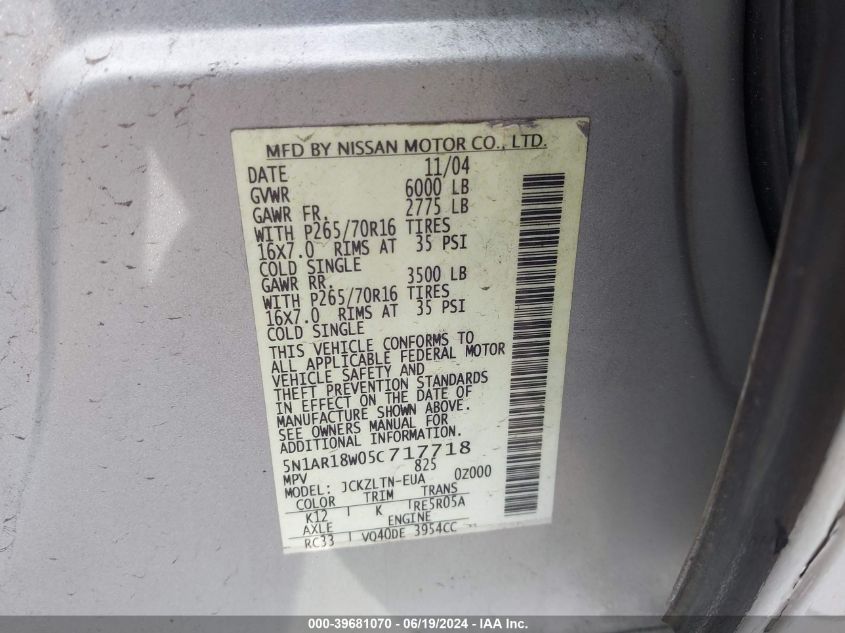 MFD BY NISSAN MOTOR CO., LTD.
DATE 11/04
GVWR 6000 LB
GAWR FR. 2775 LB
WITH P265/70R16 TIRES
16X7.0 RIMS AT 35 PSI
COLD SINGLE
GAWR RR. 3500 LB
WITH P265/70R16 TIRES
16X7.0 RIMS AT 35 PSI
COLD SINGLE
THIS VEHICLE CONFORMS TO
ALL APPLICABLE FEDERAL MOTOR
VEHICLE SAFETY AND
THEFT PREVENTION STANDARDS
IN EFFECT ON THE DATE OF
MANUFACTURE SHOWN ABOVE.
SEE OWNERS MANUAL FOR
ADDITIONAL INFORMATION.
5N1AR18W05C717718
MPV 825
MODEL: JCKZLTN-EUA 0Z000
COLOR TRIM TRANS
K12 K RE5R05A
AXLE ENGINE
RC33 VQ40DE 3954CC
000-39681070 - 06/19/2024 - IAA, Inc.